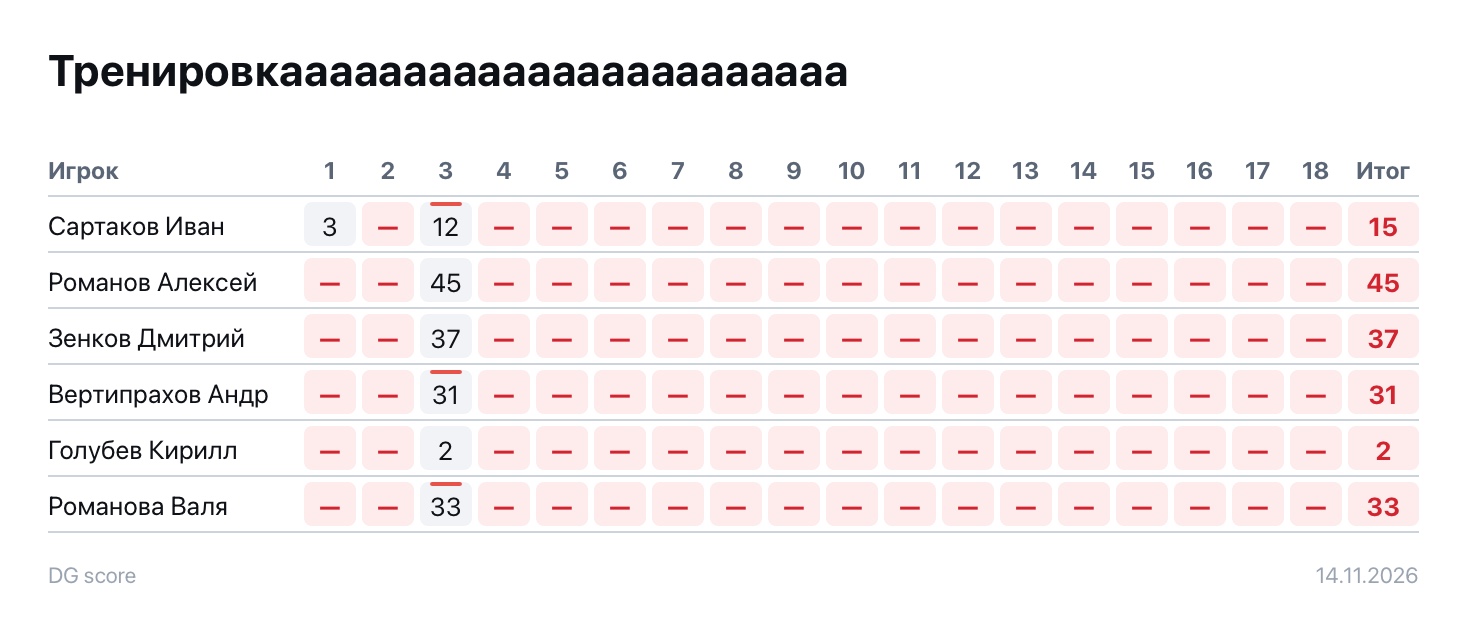 Тренировкааааааааааааааааааааааа
Игрок 1 2 3 4 5 6 7 8 9 10 11 12 13 14 15 16 17 18 Итог
Сартаков Иван 3 — 12 — — — — — — — — — — — — — — — 15
Романов Алексей — — 45 — — — — — — — — — — — — — — — 45
Зенков Дмитрий — — 37 — — — — — — — — — — — — — — — 37
Вертипрахов Андр — — 31 — — — — — — — — — — — — — — — 31
Голубев Кирилл — — 2 — — — — — — — — — — — — — — — 2
Романова Валя — — 33 — — — — — — — — — — — — — — — 33
DG score 14.11.2026